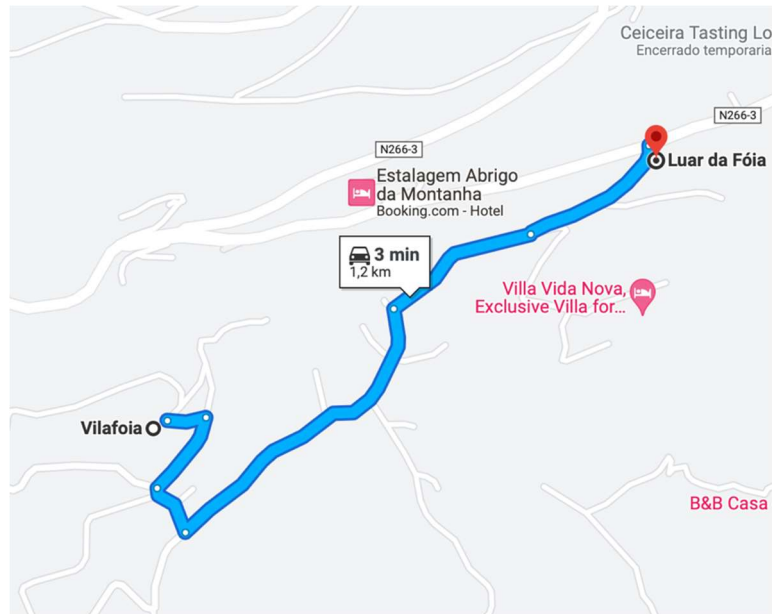 Ceiceira Tasting Lo
Encerrado temporaria
N266-3
N266-3
Luar da Fóia
Estalagem Abrigo
da Montanha
Booking.com - Hotel
3 min
1,2 km
Villa Vida Nova,
Exclusive Villa for...
Vilafoia
B&B Casa